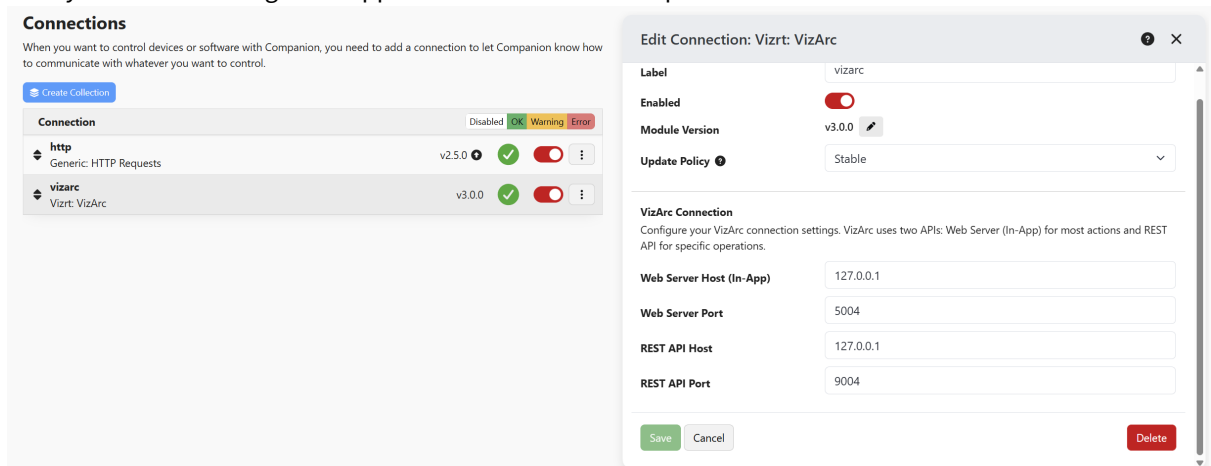 Connections
When you want to control devices or software with Companion, you need to add a connection to let Companion know how
to communicate with whatever you want to control.
Create Collection
Connection
Disabled OK Warning Error
http
Generic: HTTP Requests
v2.5.0
vizarc
Vizrt: VizArc
v3.0.0
Edit Connection: Vizrt: VizArc
Label vizarc
Enabled
Module Version v3.0.0
Update Policy Stable
VizArc Connection
Configure your VizArc connection settings. VizArc uses two APIs: Web Server (In-App) for most actions and REST
API for specific operations.
Web Server Host (In-App) 127.0.0.1
Web Server Port 5004
REST API Host 127.0.0.1
REST API Port 9004
Save Cancel Delete